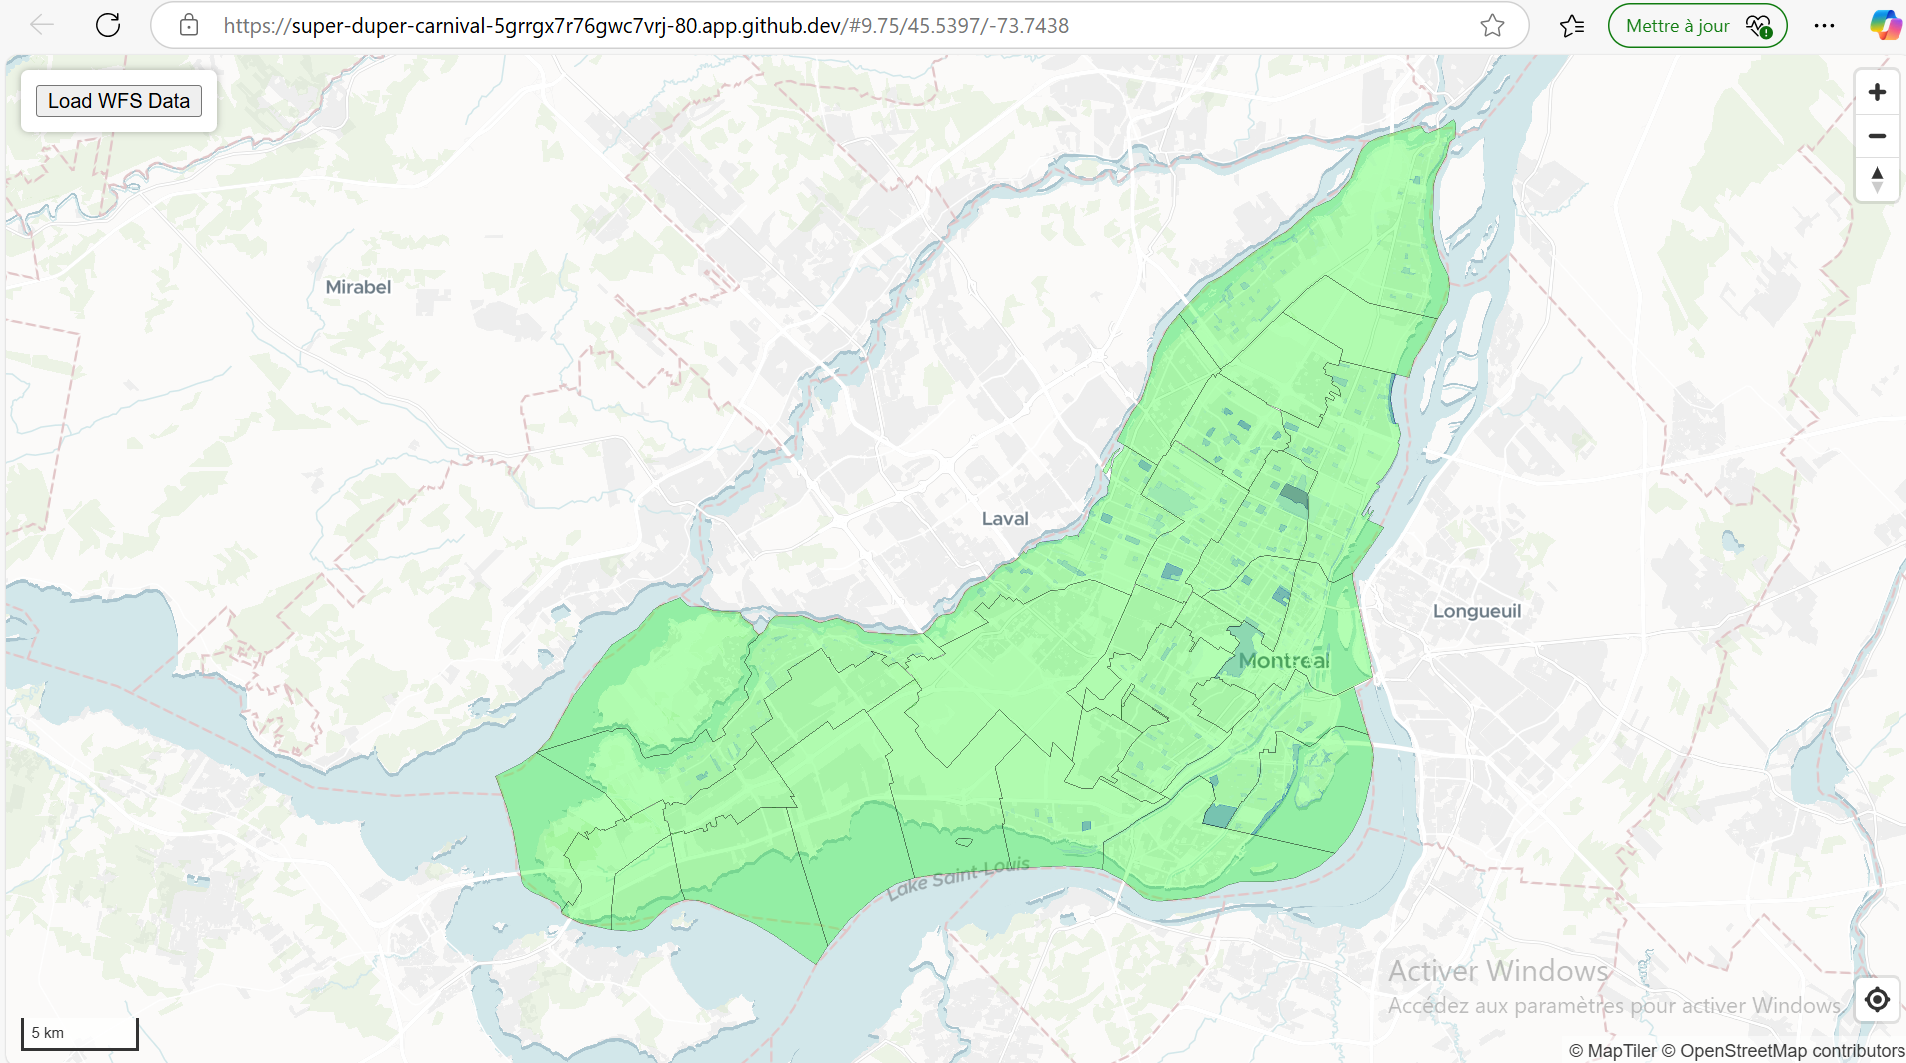 https://super-duper-carnival-5grrgx7r76gwc7vrj-80.app.github.dev/#9.75/45.5397/-73.7438
Mettre à jour
Load WFS Data
Mirabel
Laval
Longueuil
Montreal
Lake Saint-Louis
Activer Windows
Accédez aux paramètres pour activer Windows.
5 km
© MapTiler © OpenStreetMap contributors